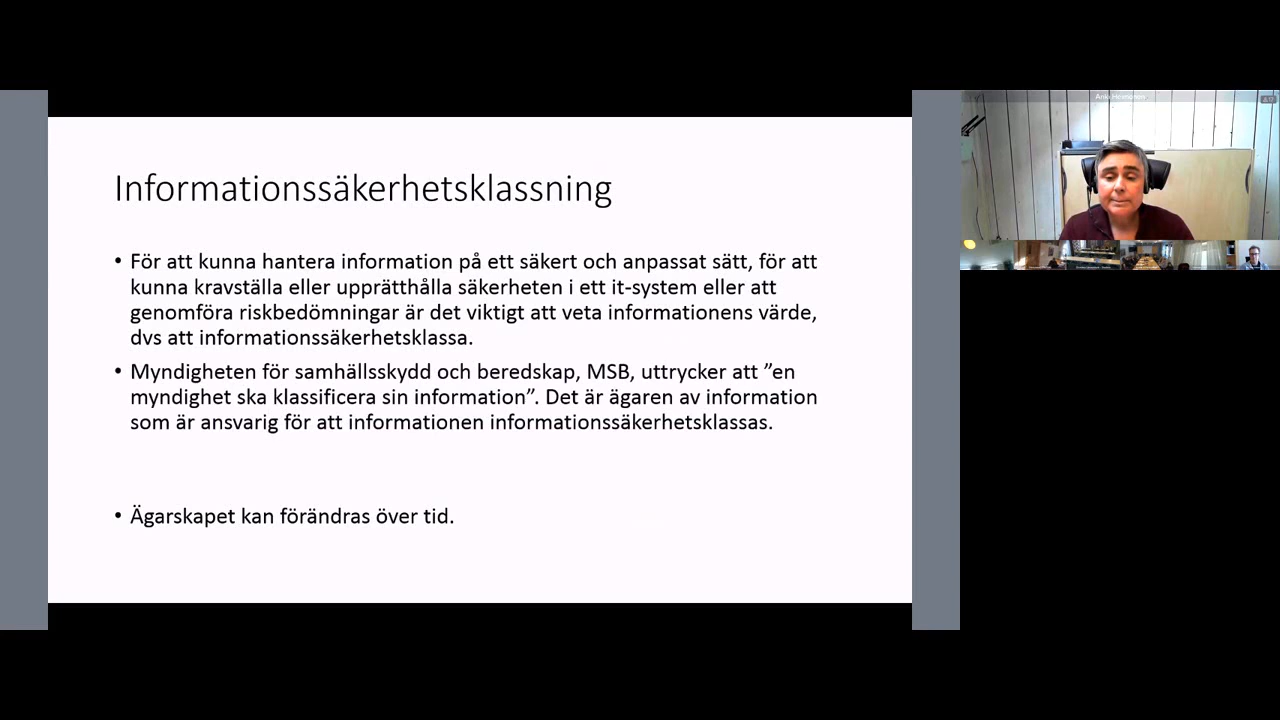 Informationssäkerhetsklassning
• För att kunna hantera information på ett säkert och anpassat sätt, för att
kunna kravställa eller upprätthålla säkerheten i ett it-system eller att
genomföra riskbedömningar är det viktigt att veta informationens värde,
dvs att informationssäkerhetsklassa.
• Myndigheten för samhällsskydd och beredskap, MSB, uttrycker att ”en
myndighet ska klassificera sin information”. Det är ägaren av information
som är ansvarig för att informationen informationssäkerhetsklassas.
• Ägarskapet kan förändras över tid.